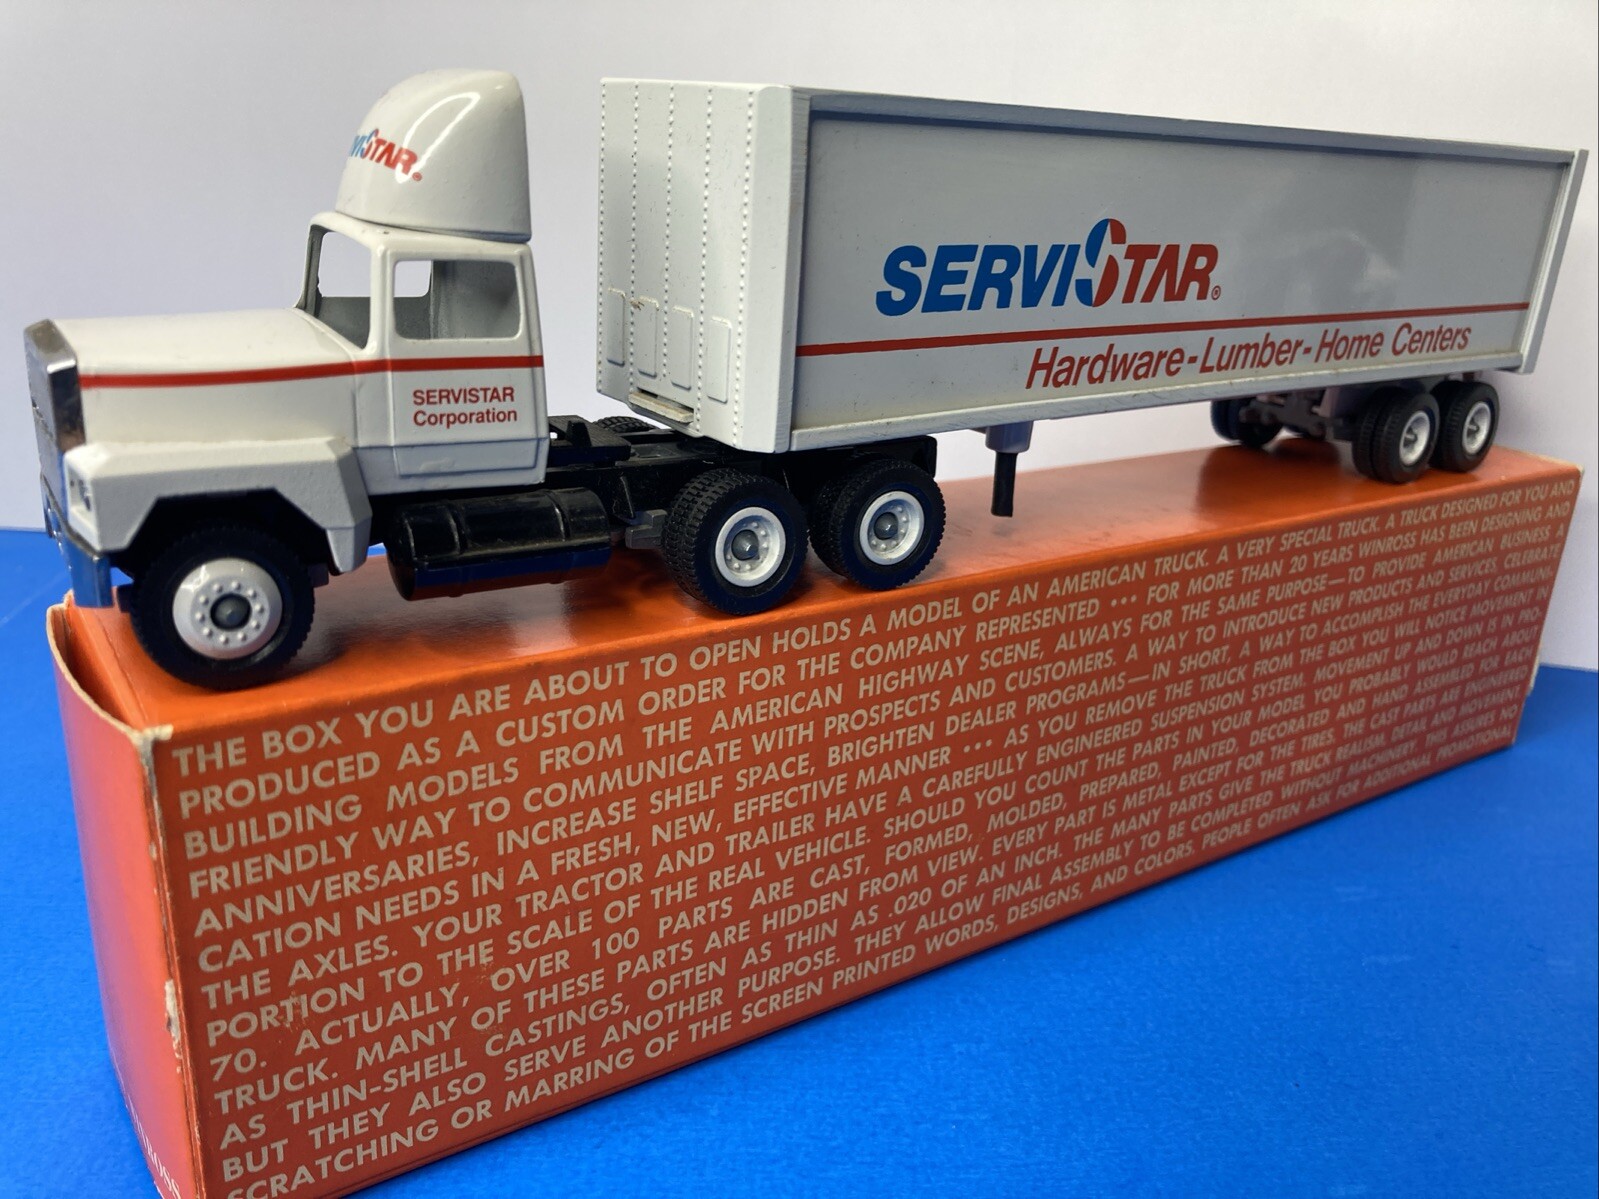 VISTAR.
SERVISTAR®
Hardware-Lumber-Home Centers
SERVISTAR
Corporation
THE BOX YOU ARE ABOUT TO OPEN HOLDS A MODEL OF AN AMERICAN TRUCK. A VERY SPECIAL TRUCK. A TRUCK DESIGNED FOR YOU AND
PRODUCED AS A CUSTOM ORDER FOR THE COMPANY REPRESENTED ••• FOR MORE THAN 20 YEARS WINROSS HAS BEEN DESIGNING AND
BUILDING MODELS FROM THE AMERICAN HIGHWAY SCENE, ALWAYS FOR THE SAME PURPOSE—TO PROVIDE AMERICAN BUSINESS A
FRIENDLY WAY TO COMMUNICATE WITH PROSPECTS AND CUSTOMERS. A WAY TO INTRODUCE NEW PRODUCTS AND SERVICES, CELEBRATE
ANNIVERSARIES, INCREASE SHELF SPACE, BRIGHTEN DEALER PROGRAMS—IN SHORT, A WAY TO ACCOMPLISH THE EVERYDAY COMMUNI-
CATION NEEDS IN A FRESH, NEW, EFFECTIVE MANNER ••• AS YOU REMOVE THE TRUCK FROM THE BOX YOU WILL NOTICE MOVEMENT IN
THE AXLES. YOUR TRACTOR AND TRAILER HAVE A CAREFULLY ENGINEERED SUSPENSION SYSTEM. MOVEMENT UP AND DOWN IS IN PRO-
PORTION TO THE SCALE OF THE REAL VEHICLE. SHOULD YOU COUNT THE PARTS IN YOUR MODEL YOU PROBABLY WOULD REACH ABOUT
70. ACTUALLY, OVER 100 PARTS ARE CAST, FORMED, MOLDED, PREPARED, PAINTED, DECORATED AND HAND ASSEMBLED FOR EACH
TRUCK. MANY OF THESE PARTS ARE HIDDEN FROM VIEW. EVERY PART IS METAL EXCEPT FOR THE TIRES. THE CAST PARTS ARE ENGINEERED
AS THIN-SHELL CASTINGS, OFTEN AS THIN AS .020 OF AN INCH. THE MANY PARTS GIVE THE TRUCK REALISM, DETAIL AND MOVEMENT
BUT THEY ALSO SERVE ANOTHER PURPOSE. THEY ALLOW FINAL ASSEMBLY TO BE COMPLETED WITHOUT MACHINERY. THIS ASSURES NO
SCRATCHING OR MARRING OF THE SCREEN PRINTED WORDS, DESIGNS, AND COLORS. PEOPLE OFTEN ASK FOR ADDITIONAL PROMOTIONAL